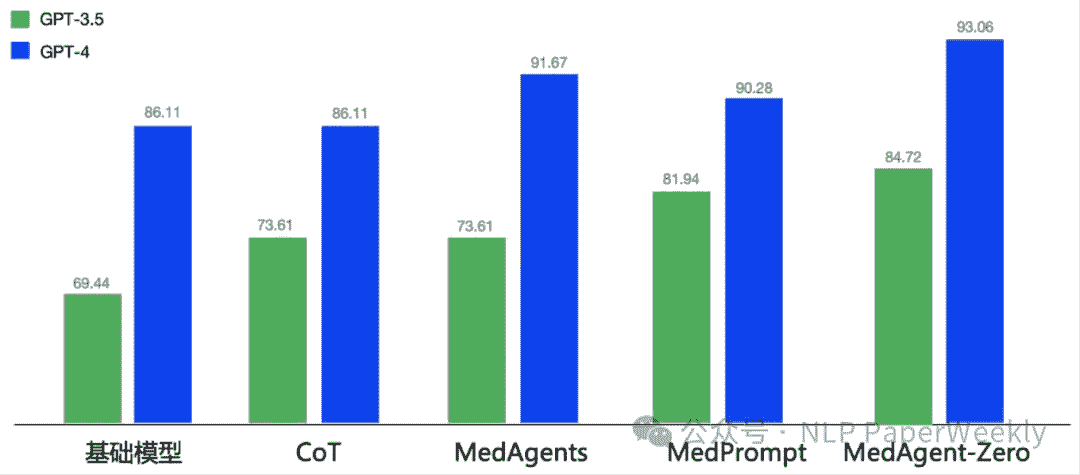 GPT-3.5
GPT-4
69.44
86.11
73.61
86.11
73.61
91.67
81.94
90.28
84.72
93.06
基础模型
CoT
MedAgents
MedPrompt
MedAgent-Zero
公众号 · NLP PaperWeekly